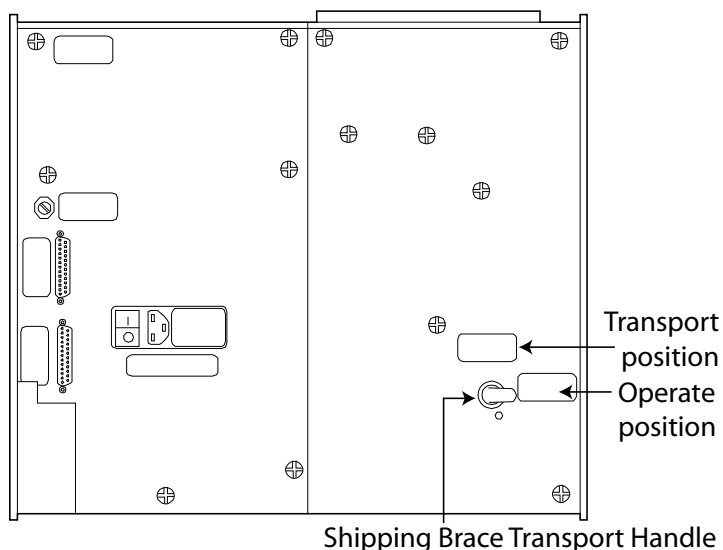 Transport
position
Operate
position
Shipping Brace Transport Handle